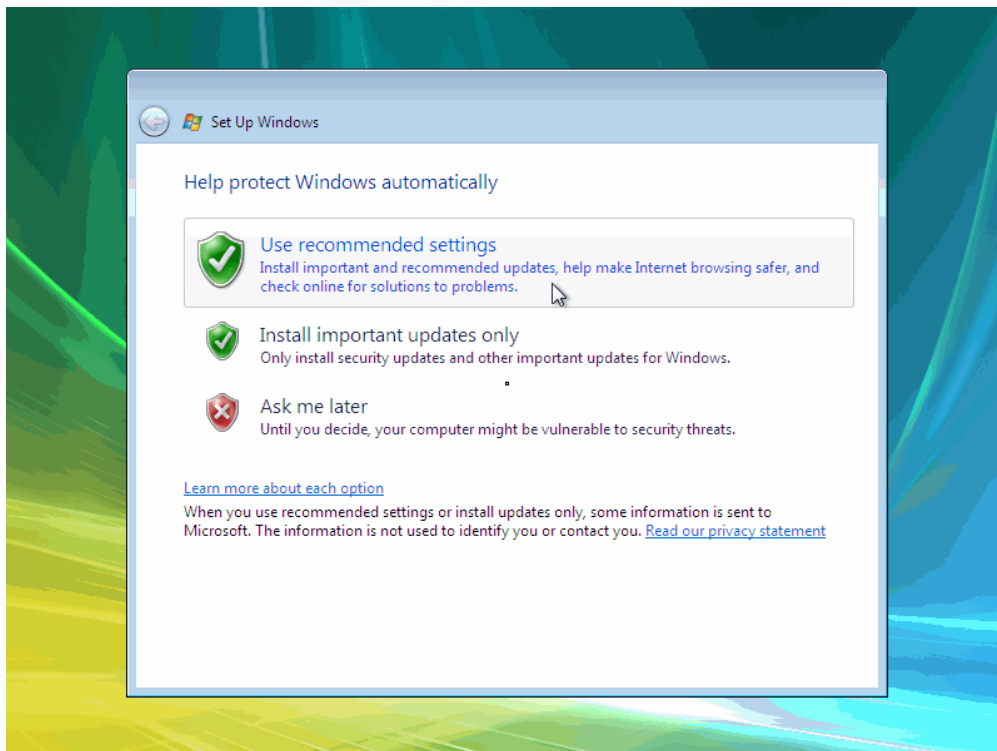 Set Up Windows
Help protect Windows automatically
Use recommended settings
Install important and recommended updates, help make Internet browsing safer, and
check online for solutions to problems.
Install important updates only
Only install security updates and other important updates for Windows.
Ask me later
Until you decide, your computer might be vulnerable to security threats.
Learn more about each option
When you use recommended settings or install updates only, some information is sent to
Microsoft. The information is not used to identify you or contact you. Read our privacy statement